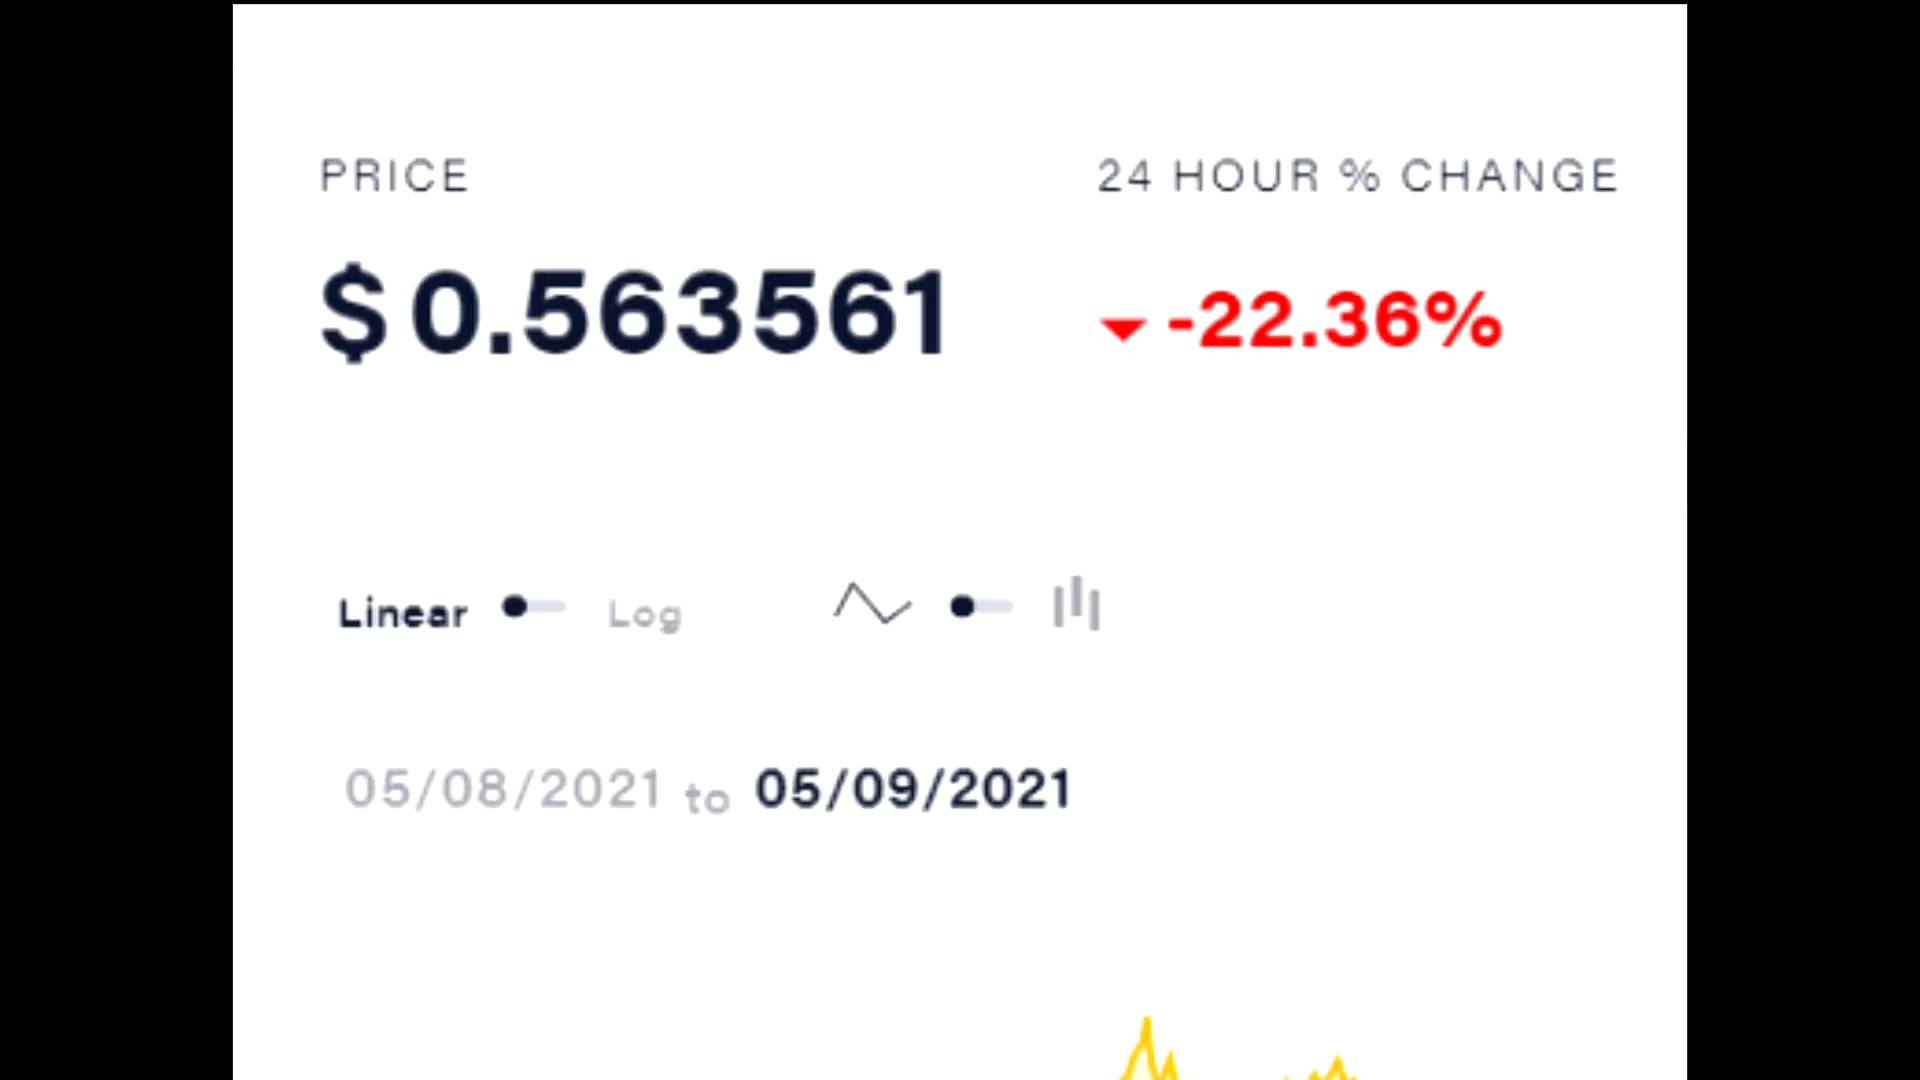 PRICE
24 HOUR % CHANGE
$0.563561
-22.36%
Linear
Log
05/08/2021 to 05/09/2021